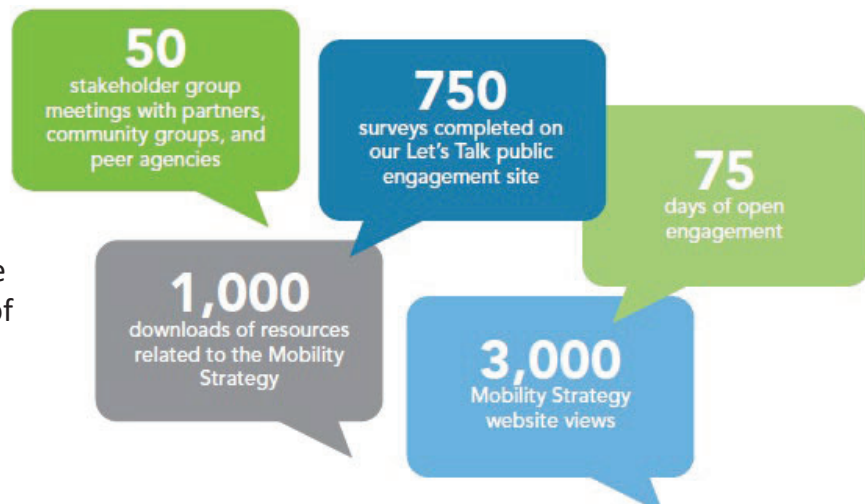 50
stakeholder group
meetings with partners,
community groups, and
peer agencies
750
surveys completed on
our Let's Talk public
engagement site
75
days of open
engagement
1,000
downloads of resources
related to the Mobility
Strategy
3,000
Mobility Strategy
website views
e
of